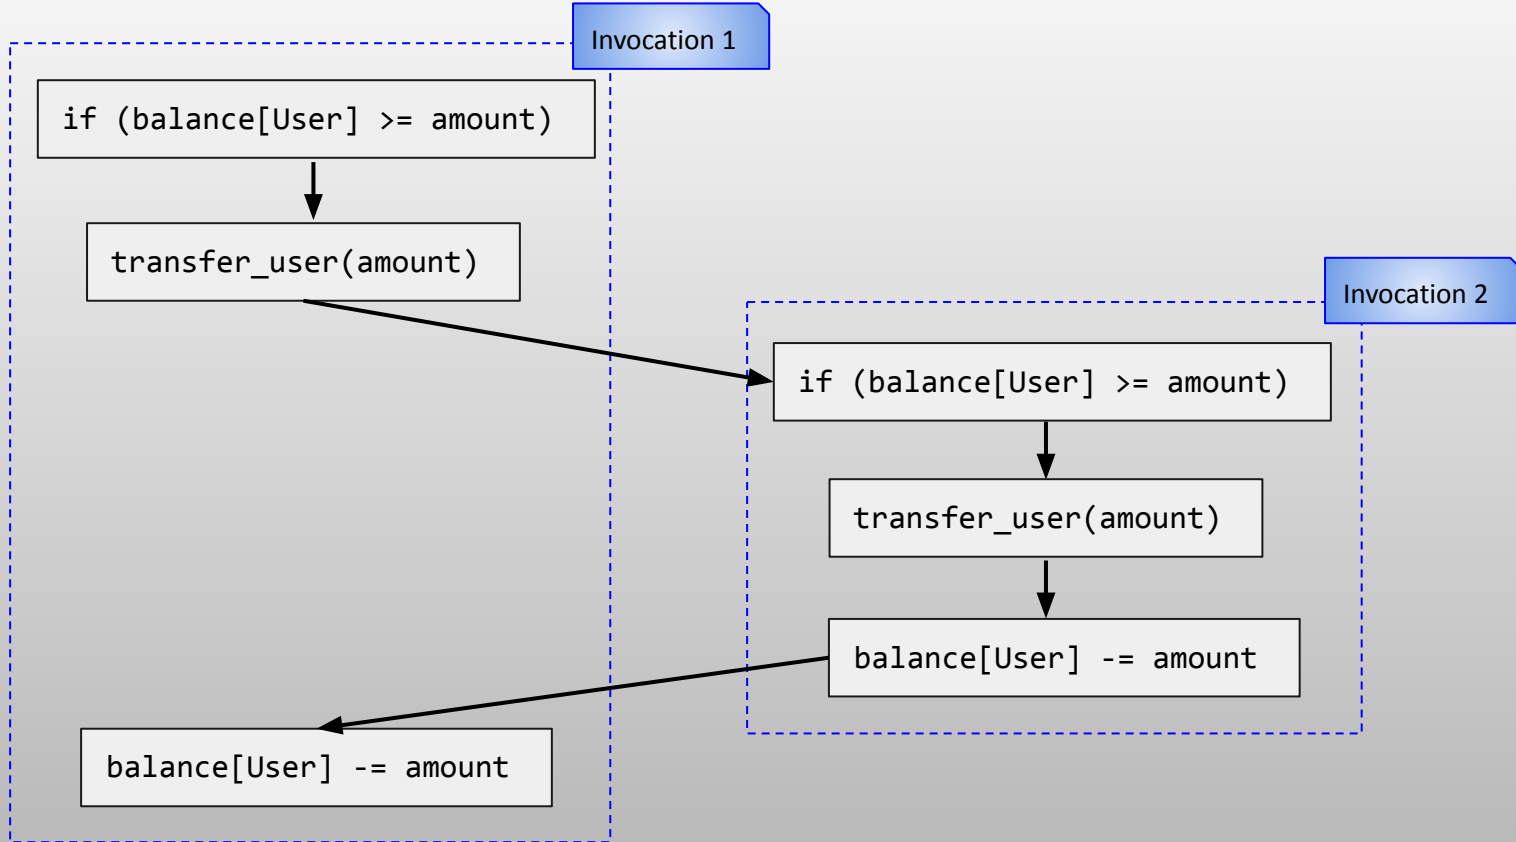 Invocation 1
if (balance[User] >= amount)
transfer_user(amount)
Invocation 2
if (balance[User] >= amount)
transfer_user(amount)
balance[User] -= amount
balance[User] -= amount